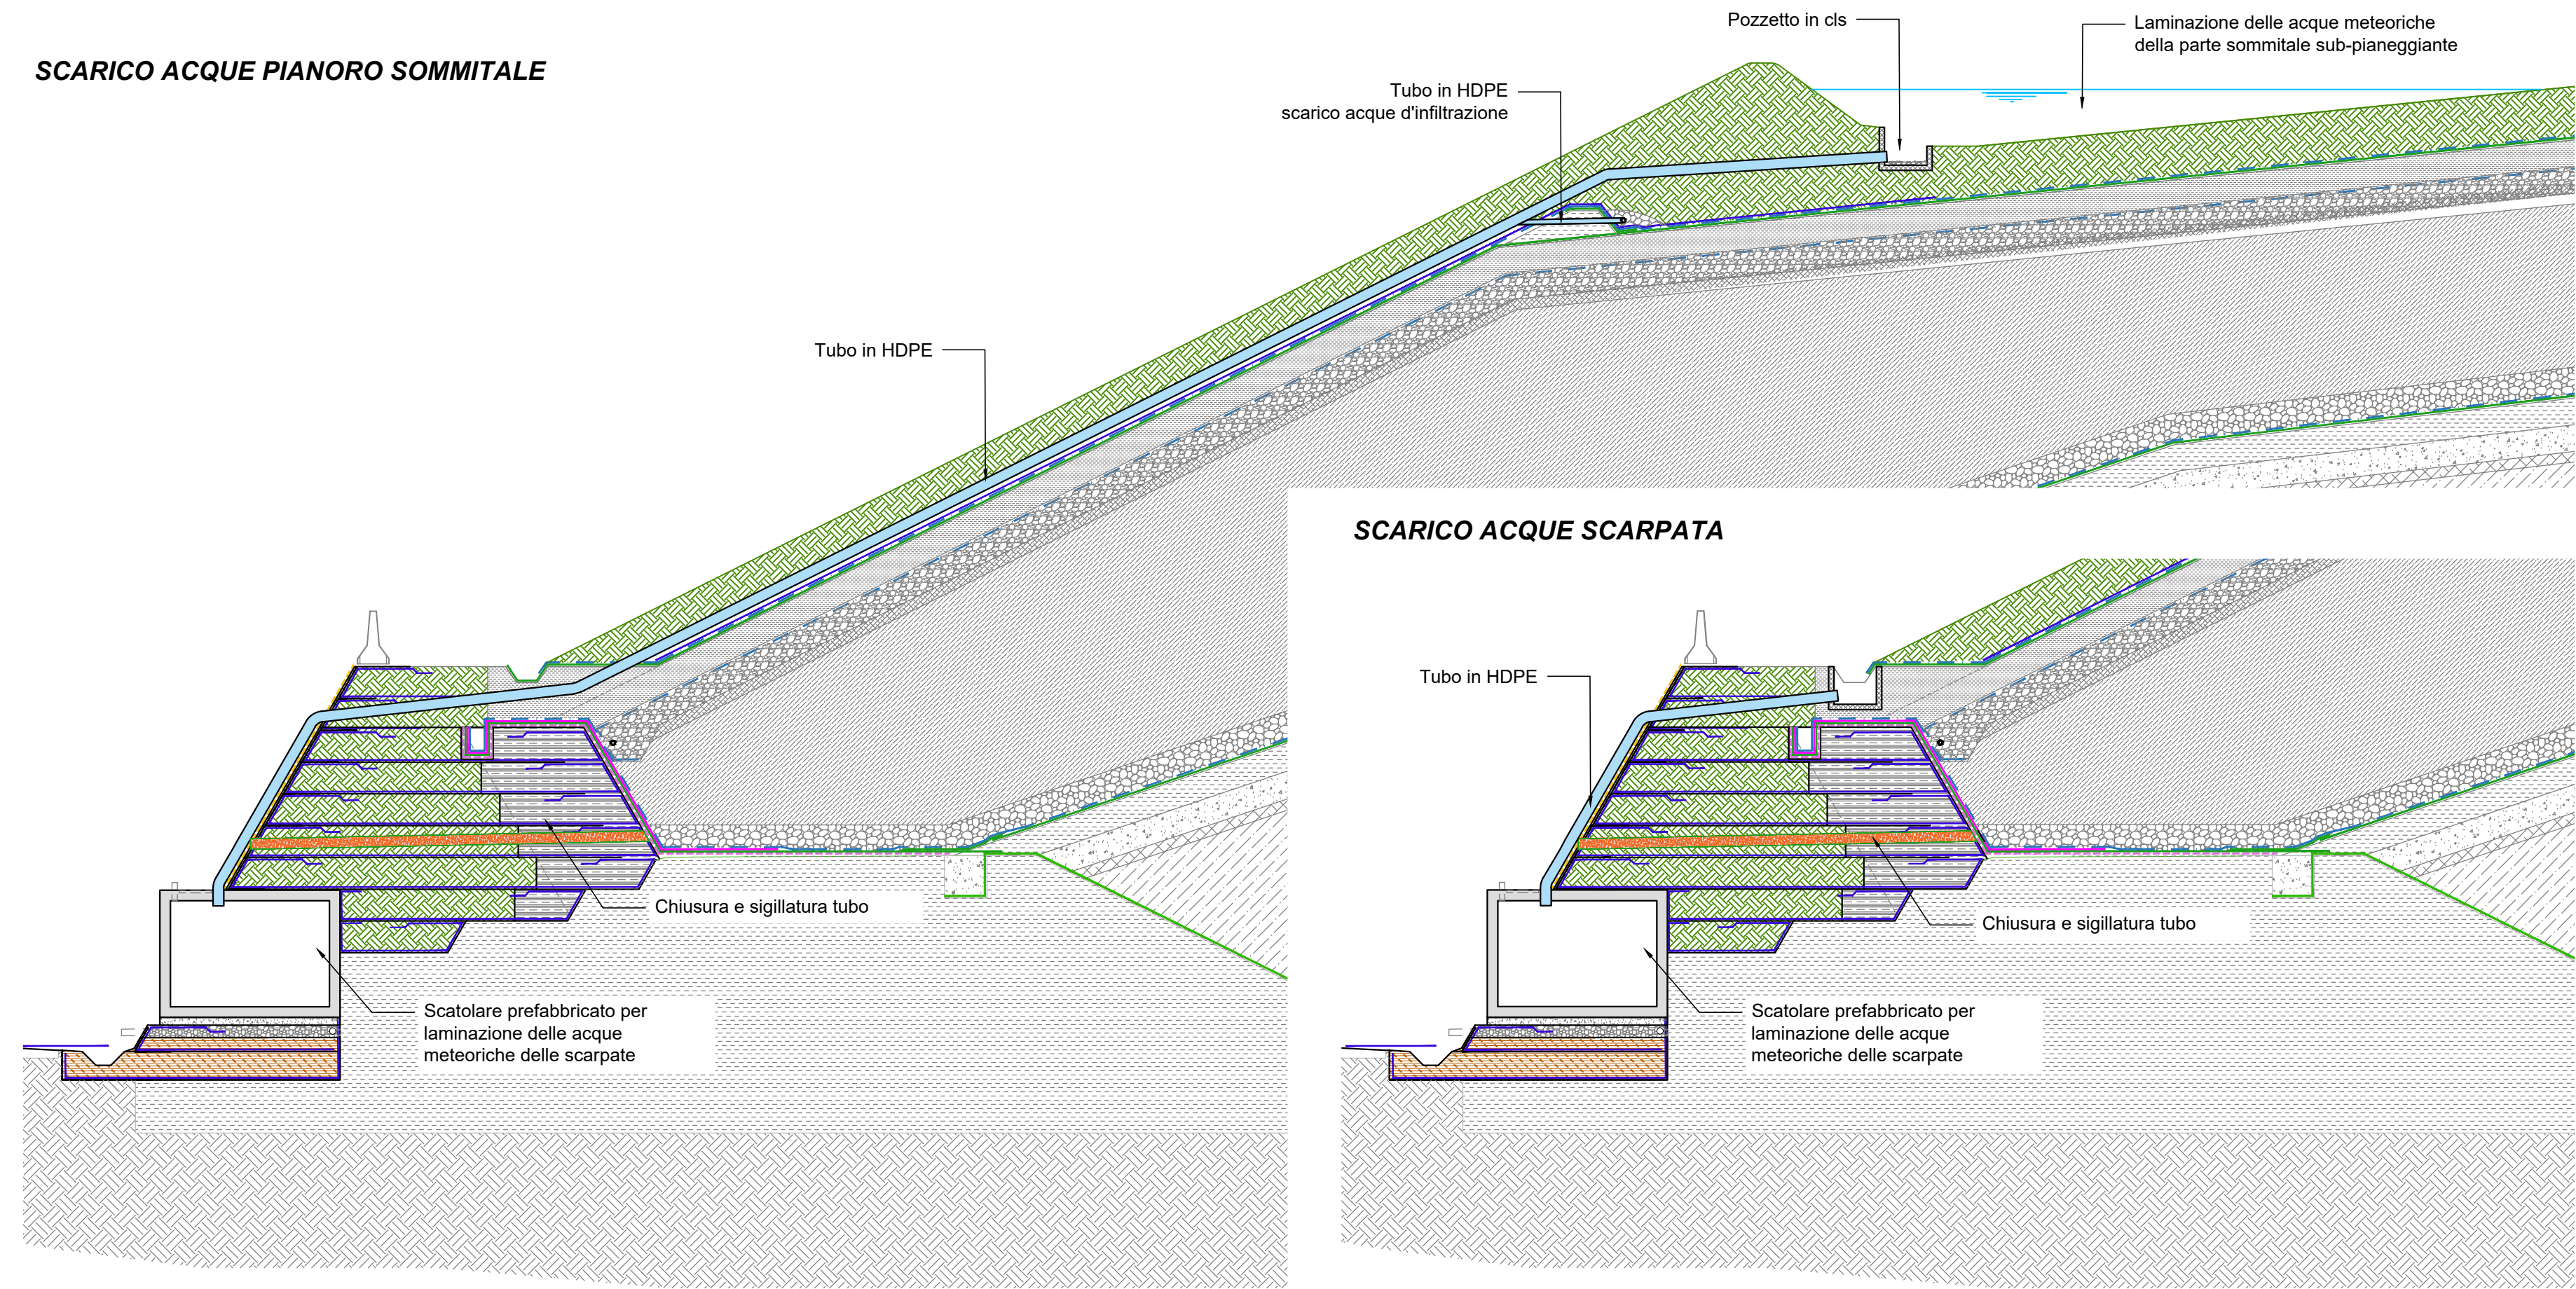 SCARICO ACQUE PIANORO SOMMITALE
Pozzetto in cls
Laminazione delle acque meteoriche
della parte sommitale sub-pianeggiante
Tubo in HDPE
scarico acque d'infiltrazione
Tubo in HDPE
Chiusura e sigillatura tubo
Scatolare prefabbricato per
laminazione delle acque
meteoriche delle scarpate
SCARICO ACQUE SCARPATA
Tubo in HDPE
Chiusura e sigillatura tubo
Scatolare prefabbricato per
laminazione delle acque
meteoriche delle scarpate